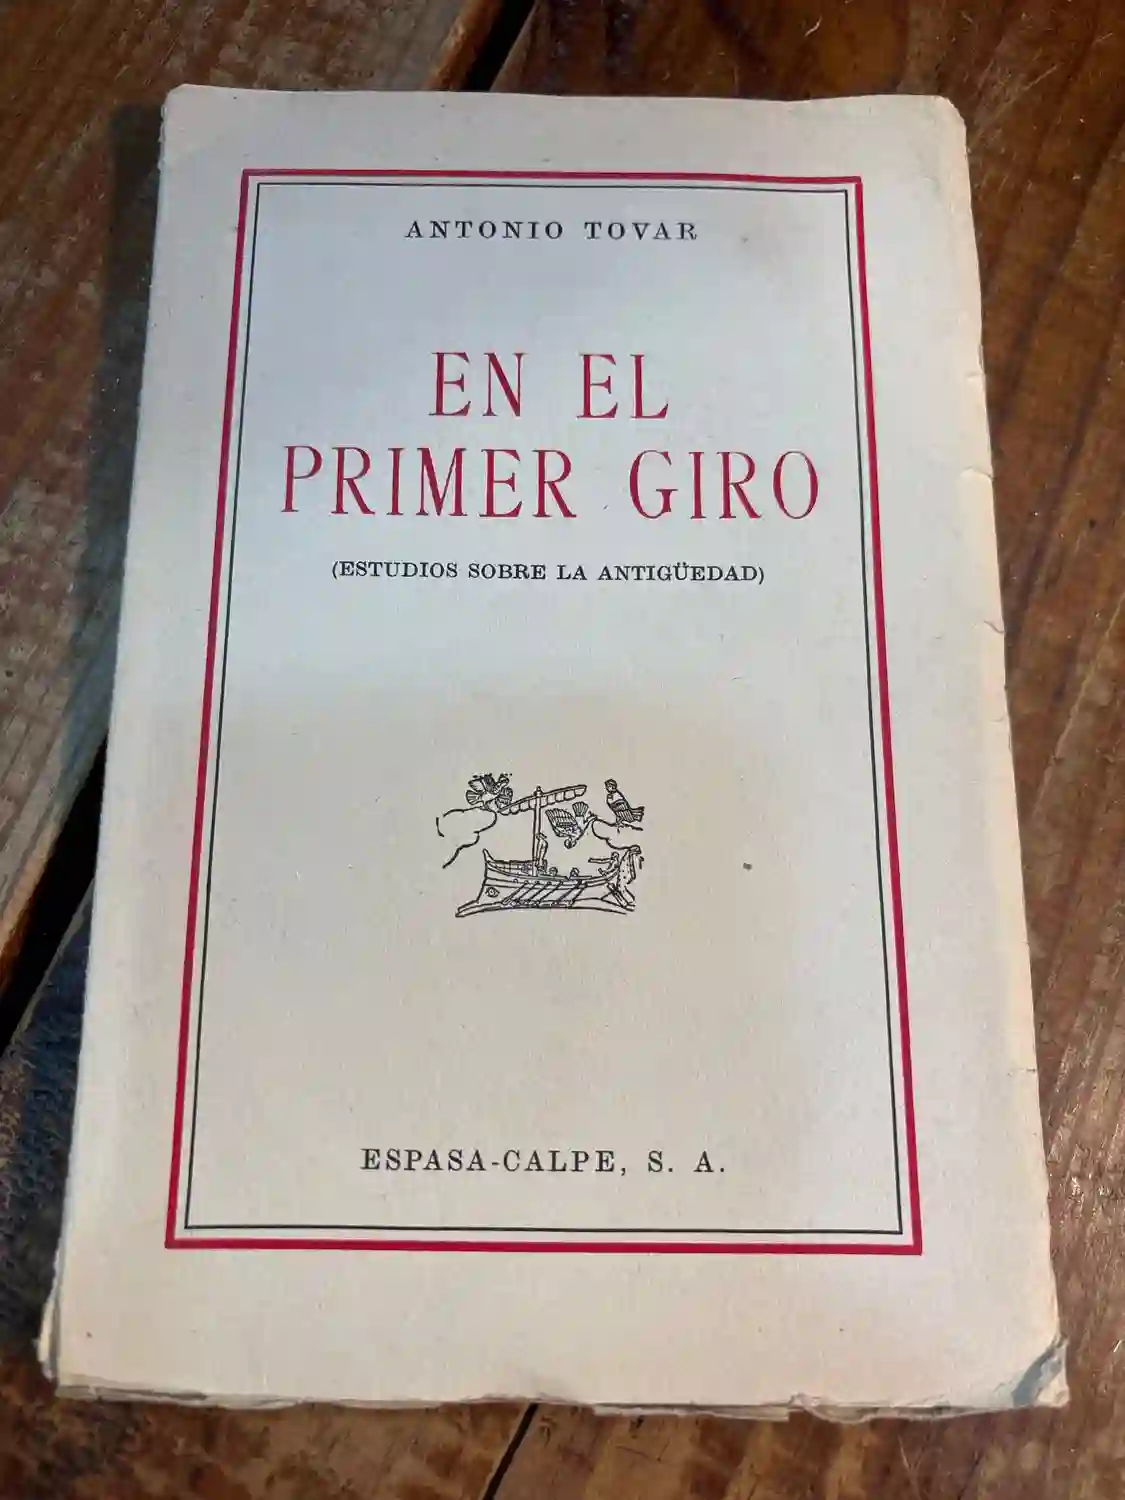 ANTONIO TOVAR
EN EL
PRIMER GIRO
(ESTUDIOS SOBRE LA ANTIGÜEDAD)
ESPASA-CALPE, S. A.